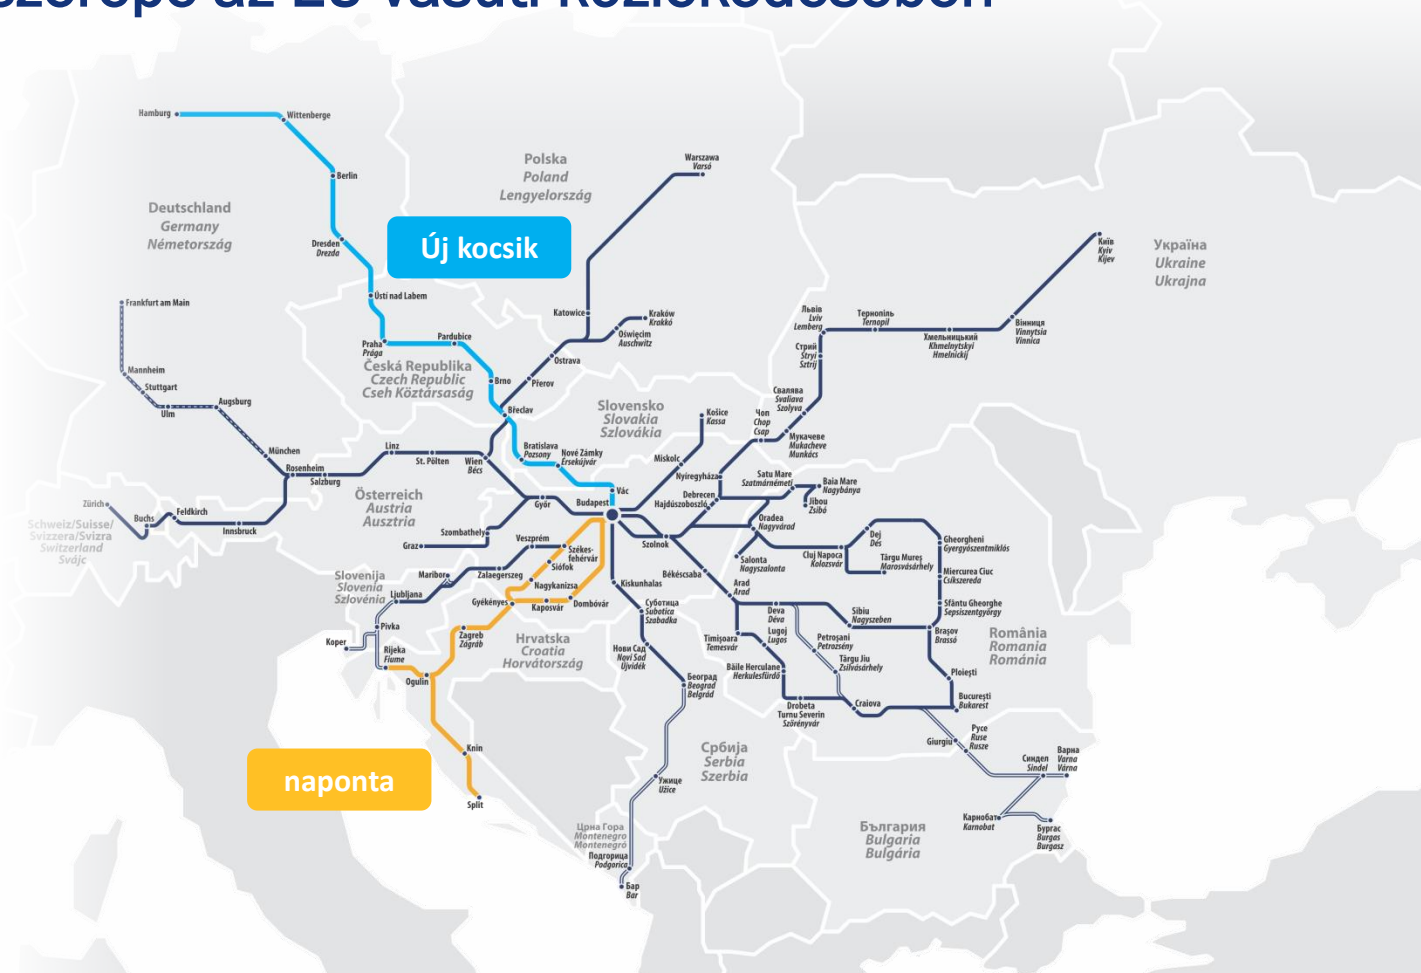 az EU vasúti
Hamburg
Wittenberge
Berlin
Polska
Poland
Lengyelország
Warszawa
Varsó
Deutschland
Germany
Németország
Dresden
Drezda
Új kocsik
Київ
Kyiv
Kijev
Україна
Ukraine
Ukrajna
Ústí nad Labem
Frankfurt am Main
Katowice
Kraków
Krakkó
Oświęcim
Auschwitz
Львів
Lviv
Lemberg
Тернопіль
Ternopil
Хмельницький
Khmelnytskyi
Hmelnickij
Вінниця
Vinnytsia
Vinnica
Стрий
Stryi
Sztrij
Praha
Prága
Pardubice
Ostrava
Česká Republika
Czech Republic
Cseh Köztársaság
Brno
Přerov
Mannheim
Stuttgart
Ulm
Augsburg
Свалява
Svaliava
Szolyva
Břeclav
Slovensko
Slovakia
Szlovákia
Košice
Kassa
Чоп
Chop
Csap
Мукачеве
Mukacheve
Munkács
München
Rosenheim
Salzburg
Linz
St. Pölten
Wien
Bécs
Bratislava
Pozsony
Nové Zámky
Érsekújvár
Miskolc
Nyíregyháza
Satu Mare
Szatmárnémeti
Baia Mare
Nagybánya
Jibou
Zsibó
Vác
Budapest
Győr
Debrecen
Hajdúszoboszló
Österreich
Austria
Ausztria
Zürich
Buchs
Feldkirch
Innsbruck
Schweiz/Suisse/
Svizzera/Svizra
Switzerland
Svájc
Graz
Szombathely
Veszprém
Székes-
fehérvár
Siófok
Szolnok
Oradea
Nagyvárad
Salonta
Nagyszalonta
Cluj Napoca
Kolozsvár
Dej
Dés
Târgu Mureș
Marosvásárhely
Gheorgheni
Gyergyószentmiklós
Miercurea Ciuc
Csíkszereda
Sfântu Gheorghe
Sepsiszentgyörgy
Slovenija
Slovenia
Szlovénia
Maribor
Zalaegerszeg
Nagykanizsa
Ljubljana
Gyékényes
Kaposvár
Dombóvár
Kiskunhalas
Békéscsaba
Arad
Arad
Суботица
Subotica
Szabadka
Deva
Déva
Sibiu
Nagyszeben
Brașov
Brassó
România
Romania
Románia
Pivka
Koper
Rijeka
Fiume
Ogulin
Zagreb
Zágráb
Hrvatska
Croatia
Horvátország
Нови Сад
Novi Sad
Újvidék
Timișoara
Temesvár
Lugoj
Lugos
Petroșani
Petrozsény
Târgu Jiu
Zsilvásárhely
Băile Herculane
Herkulesfürdő
Drobeta
Turnu Severin
Szörényvár
Craiova
Ploiești
București
Bukarest
Београд
Beograd
Belgrád
Knin
naponta
Split
Србија
Serbia
Szerbia
Ужице
Užice
Giurgiu
Русе
Ruse
Rusze
Синдел
Sindel
Варна
Varna
Várna
Карнобат
Karnobat
Бургас
Burgas
Burgasz
България
Bulgaria
Bulgária
Црна Гора
Montenegro
Montenegró
Подгорица
Podgorica
Бар
Bar